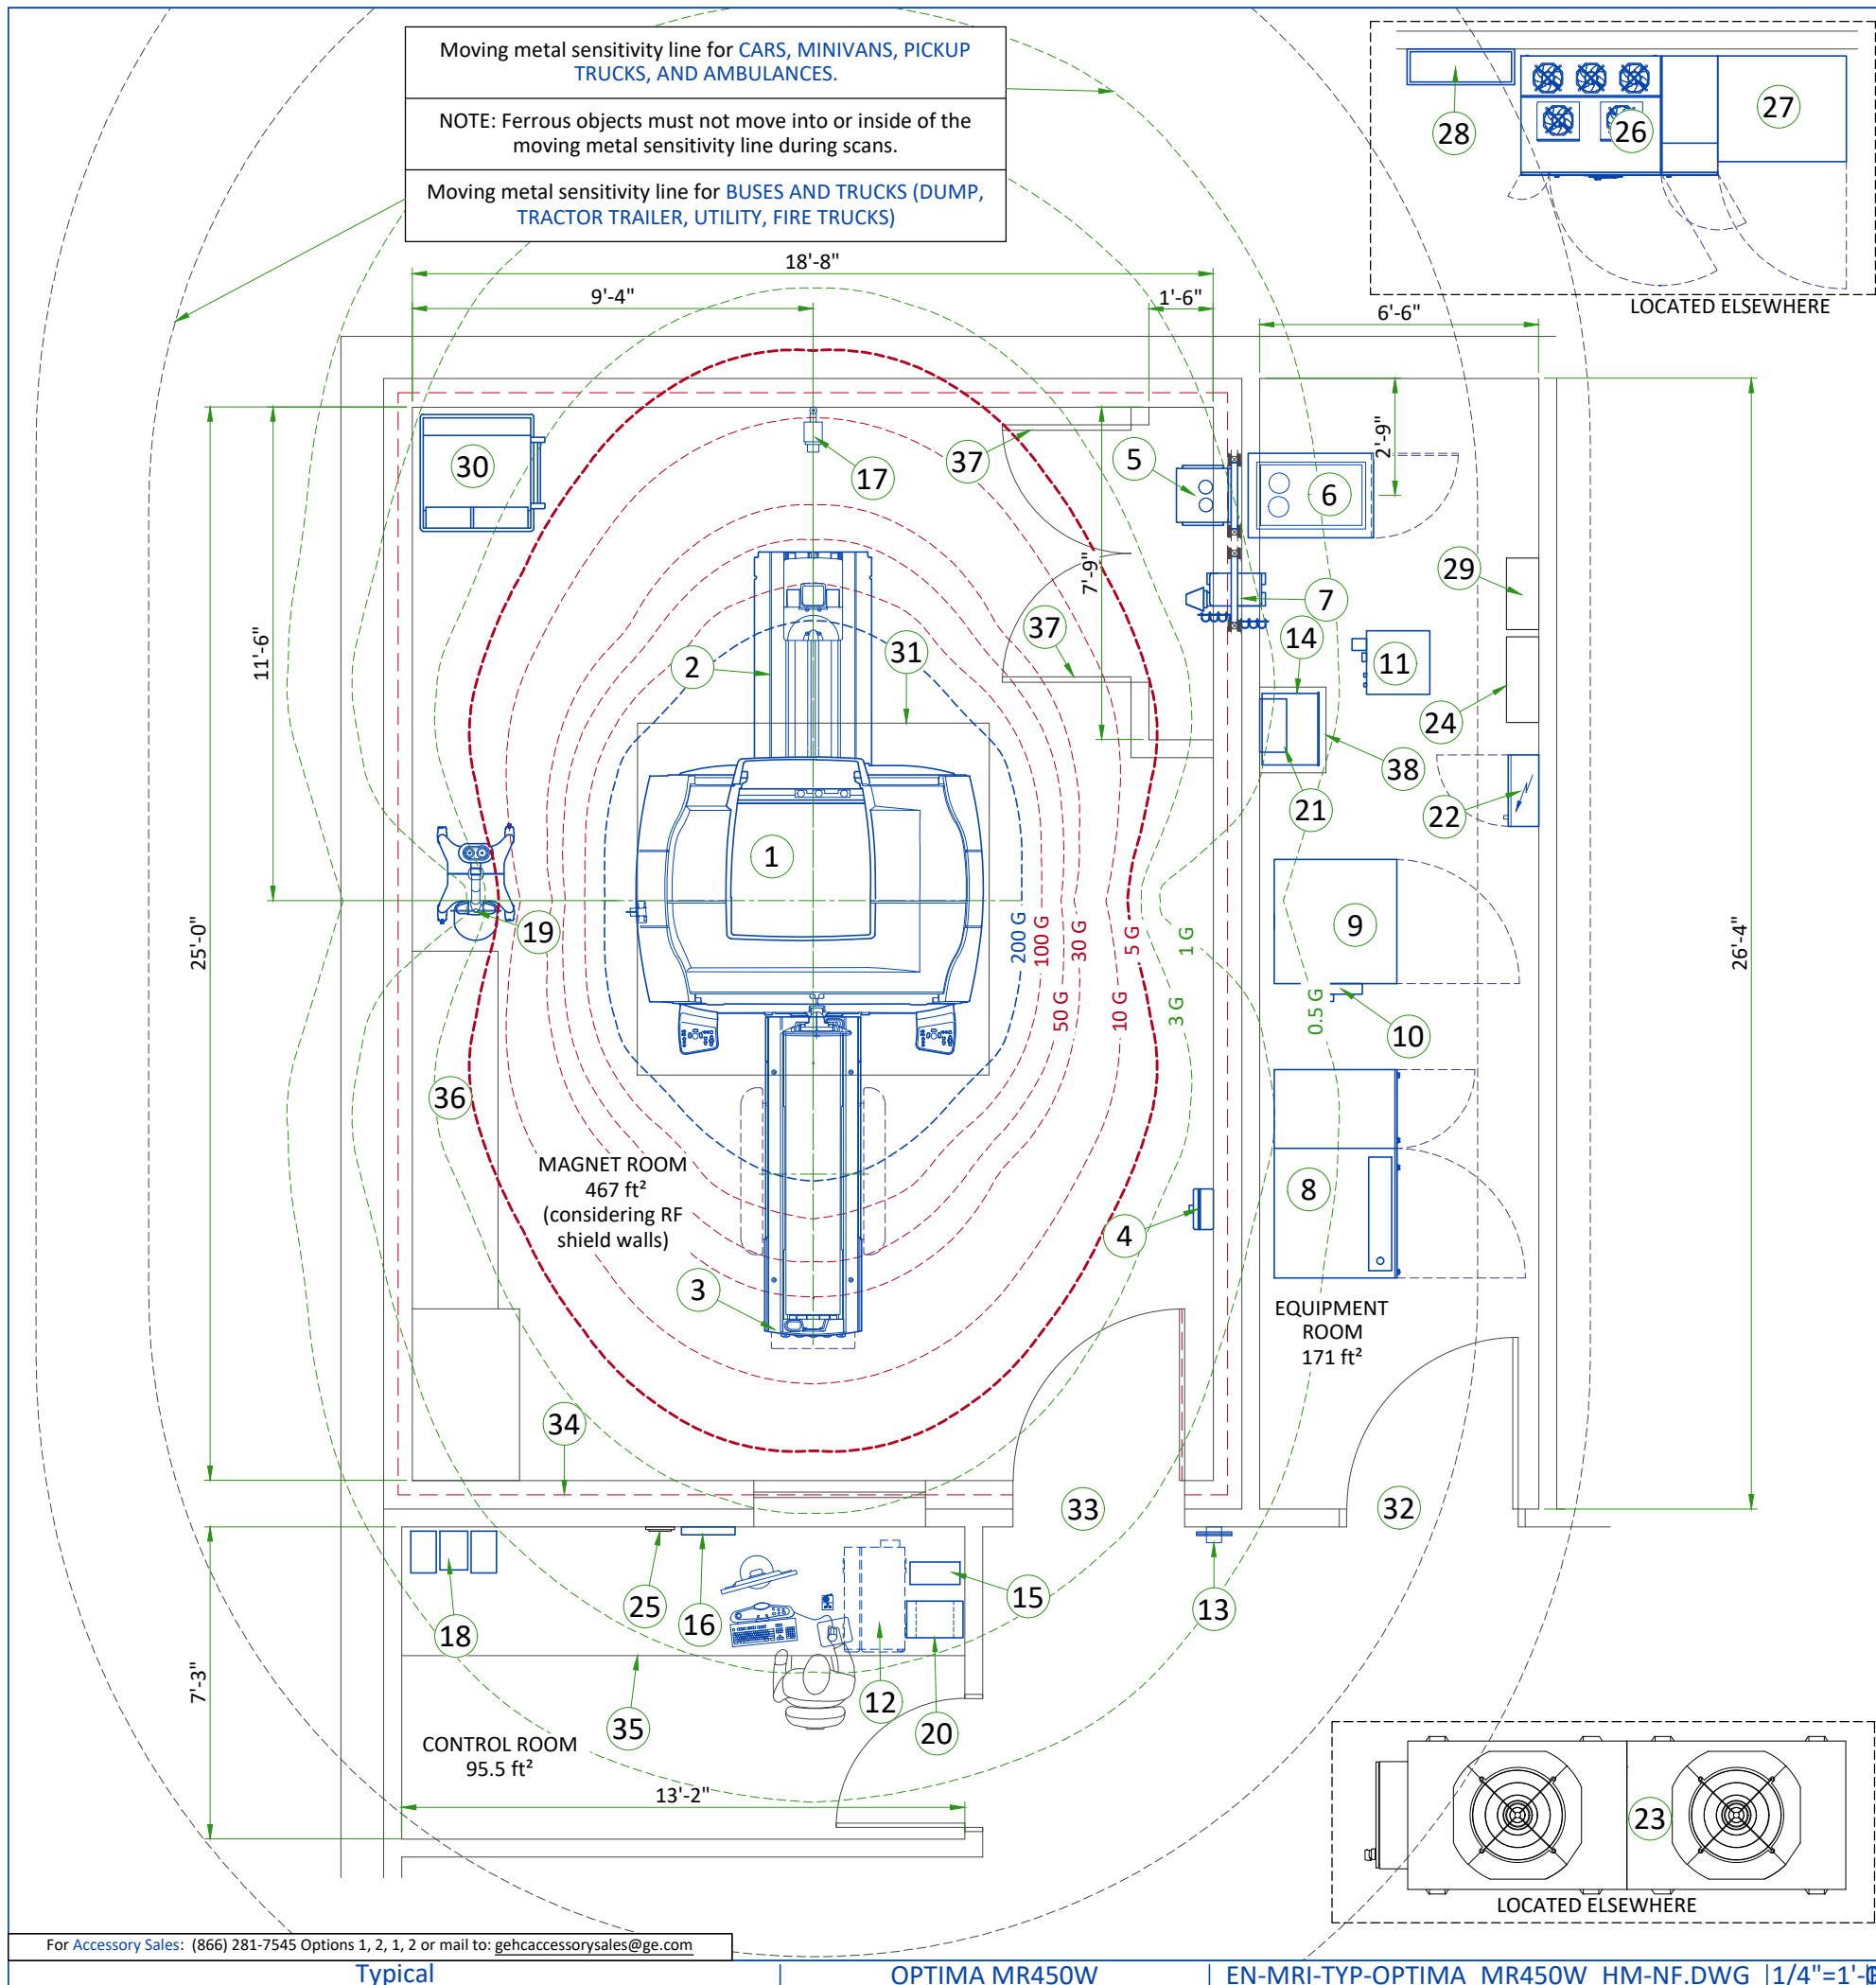 Moving metal sensitivity line for CARS, MINIVANS, PICKUP
TRUCKS, AND AMBULANCES.
NOTE: Ferrous objects must not move into or inside of the
moving metal sensitivity line during scans.
Moving metal sensitivity line for BUSES AND TRUCKS (DUMP,
TRACTOR TRAILER, UTILITY, FIRE TRUCKS)
28
26
27
LOCATED ELSEWHERE
18'-8"
9'-4"
1'-6"
6'-6"
2'-9"
30
17
37
5
6
29
7
7'-9"
14
11
37
31
2
11'-6"
24
38
21
22
1
19
9
25'-0"
26'-4"
200 G
100 G
50 G
30 G
10 G
5 G
3 G
1 G
0.5 G
10
36
MAGNET ROOM
467 ft²
(considering RF
shield walls)
8
4
3
EQUIPMENT
ROOM
171 ft²
34
33
32
18
25
16
15
13
12
20
35
7'-3"
CONTROL ROOM
95.5 ft²
13'-2"
23
LOCATED ELSEWHERE
For Accessory Sales: (866) 281-7545 Options 1, 2, 1, 2 or mail to: gehcaccessorysales@ge.com
Typical
OPTIMA MR450W
EN-MRI-TYP-OPTIMA_MR450W_HM-NF.DWG
1/4"=1'-